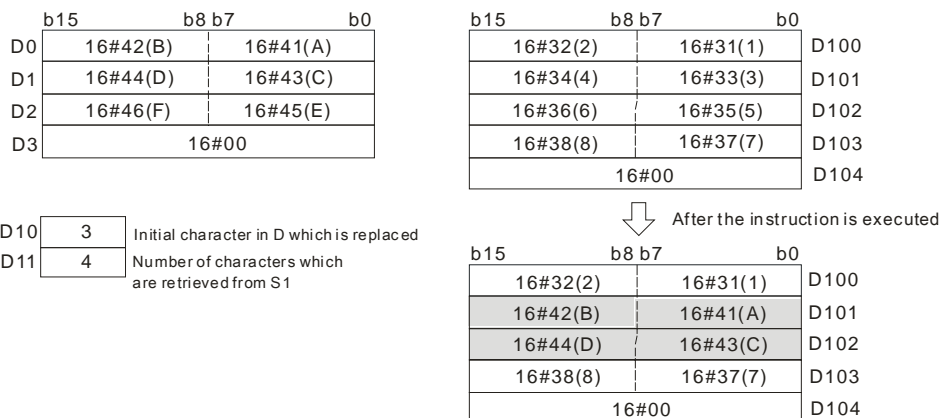 b15 b8 b7 b0
D0 16#42(B) 16#41(A)
D1 16#44(D) 16#43(C)
D2 16#46(F) 16#45(E)
D3 16#00
b15 b8 b7 b0
16#32(2) 16#31(1) D100
16#34(4) 16#33(3) D101
16#36(6) 16#35(5) D102
16#38(8) 16#37(7) D103
16#00 D104
D10 3 Initial character in D which is replaced
D11 4 Number of characters which
are retrieved from S1
After the instruction is executed
b15 b8 b7 b0
16#32(2) 16#31(1) D100
16#42(B) 16#41(A) D101
16#44(D) 16#43(C) D102
16#38(8) 16#37(7) D103
16#00 D104